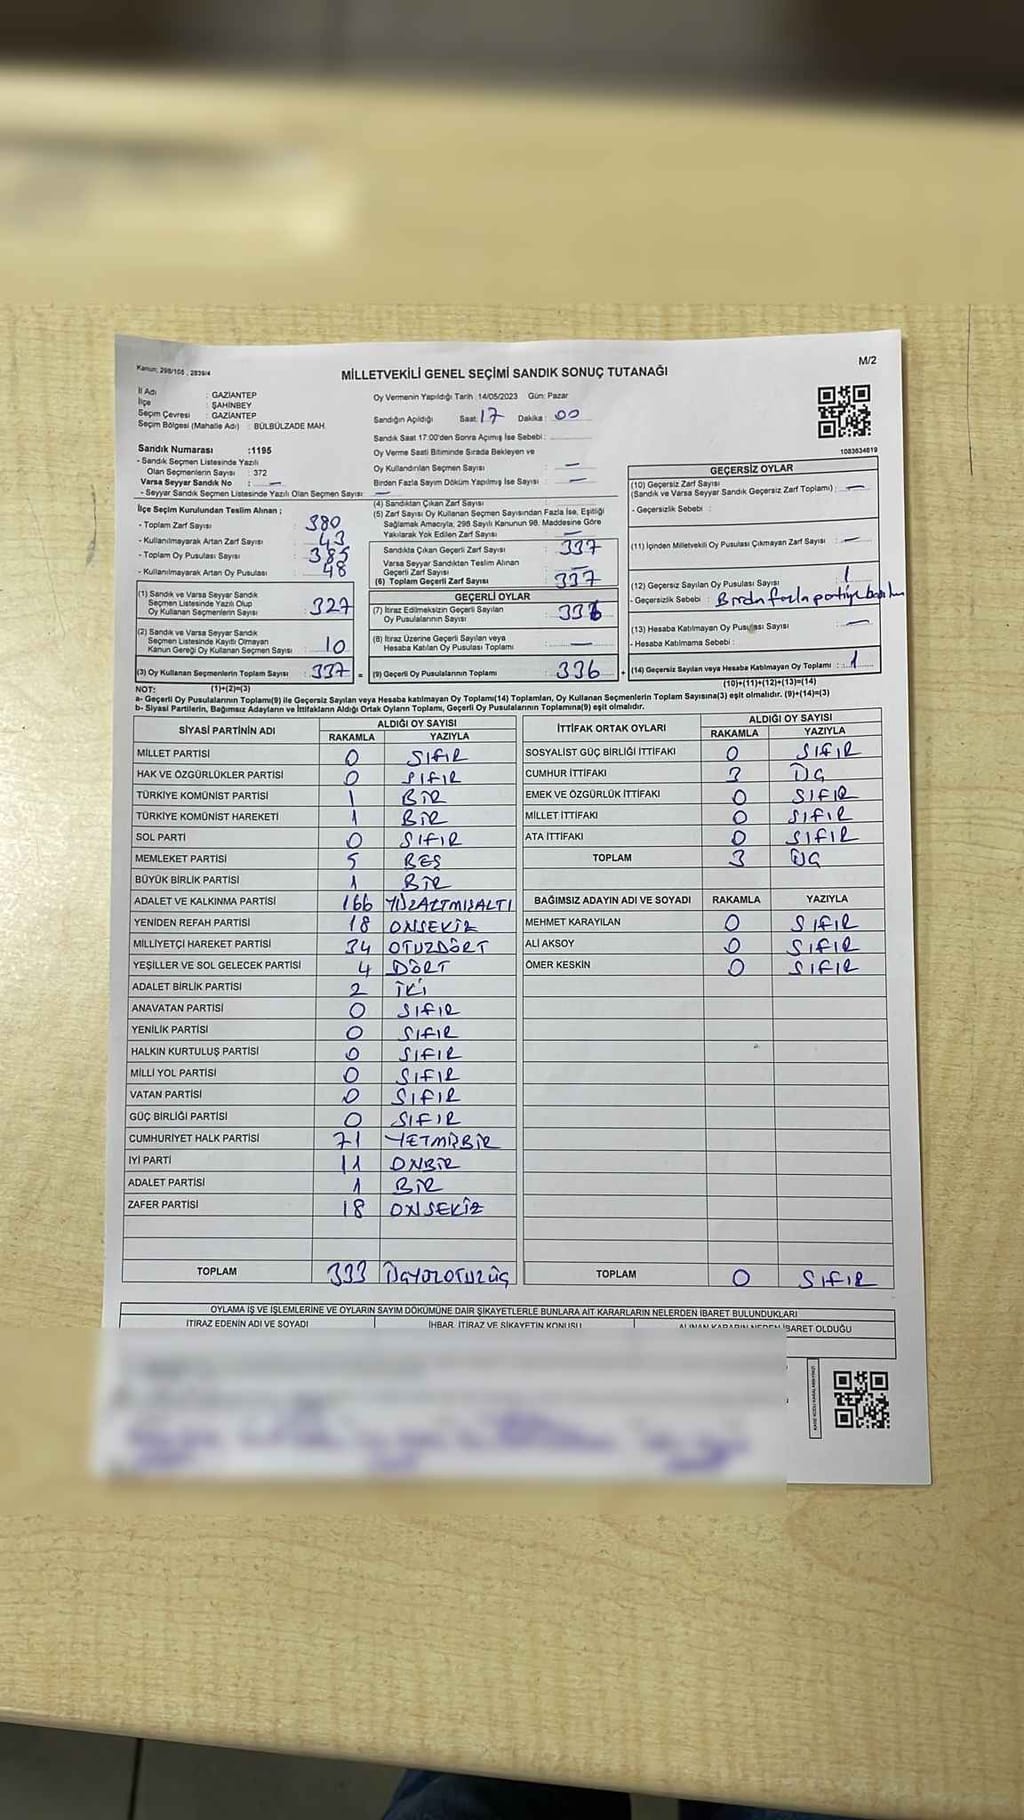 Kanun; 298/105 , 2839/4
M/2
MİLLETVEKİLİ GENEL SEÇİMİ SANDIK SONUÇ TUTANAĞI
İl Adı : GAZİANTEP
İlçe : ŞAHİNBEY
Seçim Çevresi : GAZİANTEP
Seçim Bölgesi (Mahalle Adı) : BÜLBÜLZADE MAH.
Sandık Numarası :1195
- Sandık Seçmen Listesinde Yazılı
Olan Seçmenlerin Sayısı : 372
Varsa Seyyar Sandık No : —
- Seyyar Sandık Seçmen Listesinde Yazılı Olan Seçmen Sayısı : —
Oy Vermenin Yapıldığı Tarih :14/05/2023 Gün: Pazar
Sandığın Açıldığı Saat: 17 Dakika : 00
Sandık Saat 17:00'den Sonra Açımış İse Sebebi :
Oy Verme Saati Bitiminde Sırada Bekleyen ve
Oy Kullandırılan Seçmen Sayısı : —
Birden Fazla Sayım Döküm Yapılmış İse Sayısı : —
1083634619
İlçe Seçim Kurulundan Teslim Alınan ;
- Toplam Zarf Sayısı : 380
- Kullanılmayarak Artan Zarf Sayısı : 43
- Toplam Oy Pusulası Sayısı : 385
- Kullanılmayarak Artan Oy Pusulası : 48
(1) Sandık ve Varsa Seyyar Sandık
Seçmen Listesinde Yazılı Olup
Oy Kullanan Seçmenlerin Sayısı : 327
(2) Sandık ve Varsa Seyyar Sandık
Seçmen Listesinde Kayıtlı Olmayan
Kanun Gereği Oy Kullanan Seçmen Sayısı : 10
(3) Oy Kullanan Seçmenlerin Toplam Sayısı : 337
(1)+(2)=(3)
(4) Sandıktan Çıkan Zarf Sayısı :
(5) Zarf Sayısı Oy Kullanan Seçmen Sayısından Fazla İse, Eşitliği
Sağlamak Amacıyla, 298 Sayılı Kanunun 98. Maddesine Göre
Yakılarak Yok Edilen Zarf Sayısı : —
Sandıkta Çıkan Geçerli Zarf Sayısı : 337
Varsa Seyyar Sandıktan Teslim Alınan
Geçerli Zarf Sayısı : —
(6) Toplam Geçerli Zarf Sayısı : 337
GEÇERLİ OYLAR
(7) İtiraz Edilmeksizin Geçerli Sayılan
Oy Pusulalarının Sayısı : 336
(8) İtiraz Üzerine Geçerli Sayılan veya
Hesaba Katılan Oy Pusulası Toplamı : —
= (9) Geçerli Oy Pusulalarının Toplamı : 336 +
GEÇERSİZ OYLAR
(10) Geçersiz Zarf Sayısı
(Sandık ve Varsa Seyyar Sandık Geçersiz Zarf Toplamı) : —
- Geçersizlik Sebebi :
(11) İçinden Milletvekili Oy Pusulası Çıkmayan Zarf Sayısı : —
(12) Geçersiz Sayılan Oy Pusulası Sayısı : 1
- Geçersizlik Sebebi : Birden fazla partiye
(13) Hesaba Katılmayan Oy Pusulası Sayısı : —
- Hesaba Katılmama Sebebi :
(14) Geçersiz Sayılan veya Hesaba Katılmayan Oy Toplamı : 1
(10)+(11)+(12)+(13)=(14)
NOT:
a- Geçerli Oy Pusulalarının Toplamı(9) ile Geçersiz Sayılan veya Hesaba katılmayan Oy Toplamı(14) Toplamları, Oy Kullanan Seçmenlerin Toplam Sayısına(3) eşit olmalıdır. (9)+(14)=(3)
b- Siyasi Partilerin, Bağımsız Adayların ve İttifakların Aldığı Ortak Oyların Toplamı, Geçerli Oy Pusulalarının Toplamına(9) eşit olmalıdır.
SİYASİ PARTİNİN ADI ALDIĞI OY SAYISI
RAKAMLA YAZIYLA
MİLLET PARTİSİ 0 SIFIR
HAK VE ÖZGÜRLÜKLER PARTİSİ 0 SIFIR
TÜRKİYE KOMÜNİST PARTİSİ 1 BİR
TÜRKİYE KOMÜNİST HAREKETİ 1 BİR
SOL PARTİ 0 SIFIR
MEMLEKET PARTİSİ 5 BEŞ
BÜYÜK BİRLİK PARTİSİ 1 BİR
ADALET VE KALKINMA PARTİSİ 166 YÜZALTMIŞALTI
YENİDEN REFAH PARTİSİ 18 ONSEKİZ
MİLLİYETÇİ HAREKET PARTİSİ 34 OTUZDÖRT
YEŞİLLER VE SOL GELECEK PARTİSİ 4 DÖRT
ADALET BİRLİK PARTİSİ 2 İKİ
ANAVATAN PARTİSİ 0 SIFIR
YENİLİK PARTİSİ 0 SIFIR
HALKIN KURTULUŞ PARTİSİ 0 SIFIR
MİLLİ YOL PARTİSİ 0 SIFIR
VATAN PARTİSİ 0 SIFIR
GÜÇ BİRLİĞİ PARTİSİ 0 SIFIR
CUMHURİYET HALK PARTİSİ 71 YETMİŞBİR
İYİ PARTİ 11 ONBİR
ADALET PARTİSİ 1 BİR
ZAFER PARTİSİ 18 ONSEKİZ
TOPLAM 333 ÜÇYÜZOTUZÜÇ
İTTİFAK ORTAK OYLARI ALDIĞI OY SAYISI
RAKAMLA YAZIYLA
SOSYALİST GÜÇ BİRLİĞİ İTTİFAKI 0 SIFIR
CUMHUR İTTİFAKI 3 ÜÇ
EMEK VE ÖZGÜRLÜK İTTİFAKI 0 SIFIR
MİLLET İTTİFAKI 0 SIFIR
ATA İTTİFAKI 0 SIFIR
TOPLAM 3 ÜÇ
BAĞIMSIZ ADAYIN ADI VE SOYADI RAKAMLA YAZIYLA
MEHMET KARAYILAN 0 SIFIR
ALİ AKSOY 0 SIFIR
ÖMER KESKİN 0 SIFIR
TOPLAM 0 SIFIR
OYLAMA İŞ VE İŞLEMLERİNE VE OYLARIN SAYIM DÖKÜMÜNE DAİR ŞİKAYETLERLE BUNLARA AİT KARARLARIN NELERDEN İBARET BULUNDUKLARI
İTİRAZ EDENİN ADI VE SOYADI İHBAR, İTİRAZ VE ŞİKAYETİN KONUSU ALINAN KARARIN NEDEN İBARET OLDUĞU